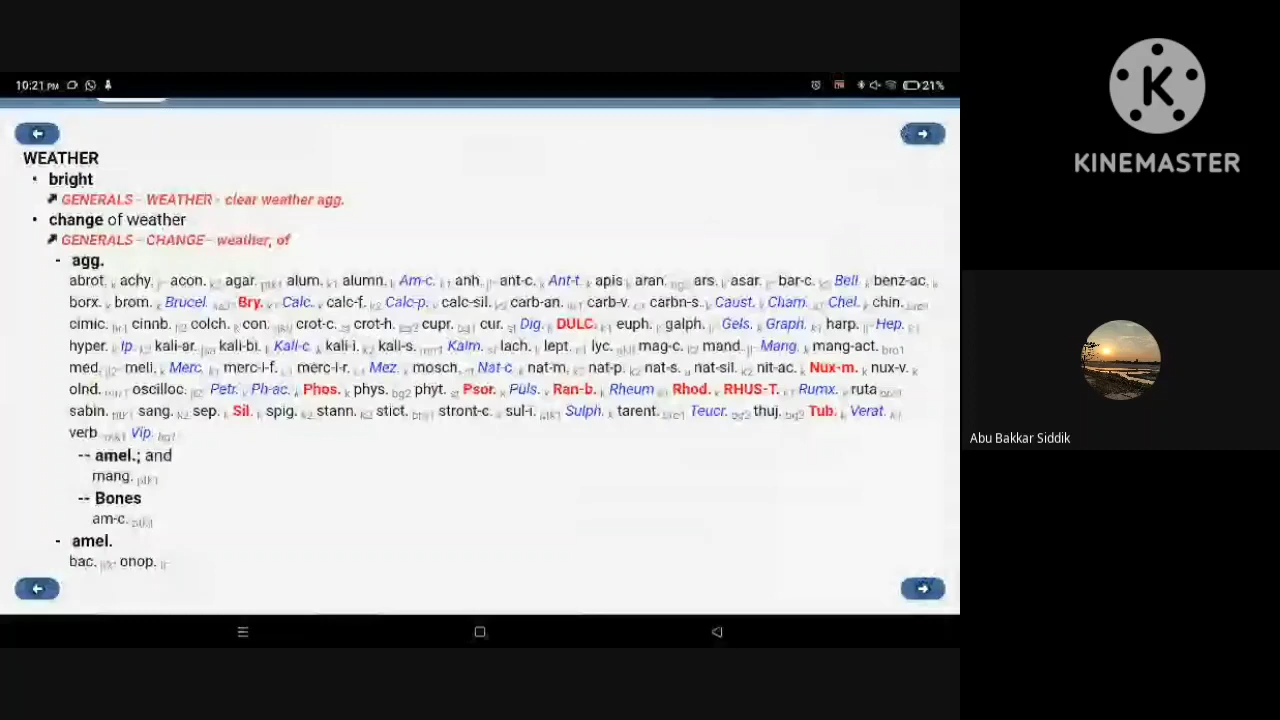 10:21 PM 21%
WEATHER
• bright
GENERALS - WEATHER - clear weather agg.
• change of weather
GENERALS - CHANGE - weather, of
- agg.
abrot. achy. acon. agar. alum. alumn. Am-c. anh. ant-c. Ant-t. apis aran. ars. asar. bar-c. Bell. benz-ac.
borx. brom. Brucel. Bry. Calc. calc-f. Calc-p. calc-sil. carb-an. carb-v. carbn-s. Caust. Cham. Chel. chin.
cimic. cinnb. colch. con. crot-c. crot-h. cupr. cur. Dig. DULC. euph. galph. Gels. Graph. harp. Hep.
hyper. Ip. kali-ar. kali-bi. Kali-c. kali-i. kali-s. Kalm. lach. lept. lyc. mag-c. mand. Mang. mang-act.
med. meli. Merc. merc-i-f. merc-i-r. Mez. mosch. Nat-c. nat-m. nat-p. nat-s. nat-sil. nit-ac. Nux-m. nux-v.
olnd. oscilloc. Petr. Ph-ac. Phos. phys. phyt. Psor. Puls. Ran-b. Rheum Rhod. RHUS-T. Rumx. ruta
sabin. sang. sep. Sil. spig. stann. stict. stront-c. sul-i. Sulph. tarent. Teucr. thuj. Tub. Verat.
verb Vip.
-- amel.; and
mang.
-- Bones
am-c.
- amel.
bac. onop.
K
KINEMASTER
Abu Bakkar Siddik